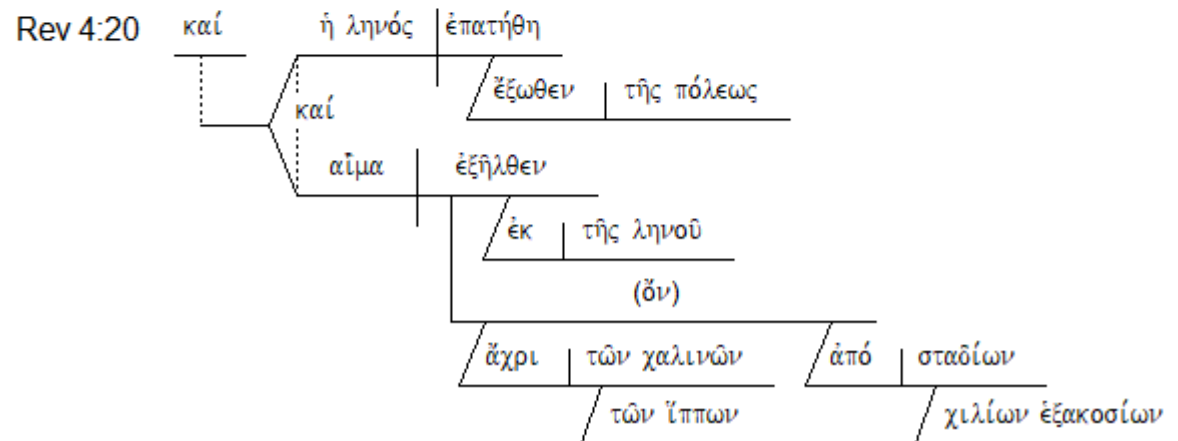 Rev 4:20 καί ἡ ληνός ἐπατήθη
ἔξωθεν τῆς πόλεως
καί
αἷμα ἐξῆλθεν
ἐκ τῆς ληνοῦ
(ὄν)
ἄχρι τῶν χαλινῶν ἀπό σταδίων
τῶν ἵππων χιλίων ἑξακοσίων